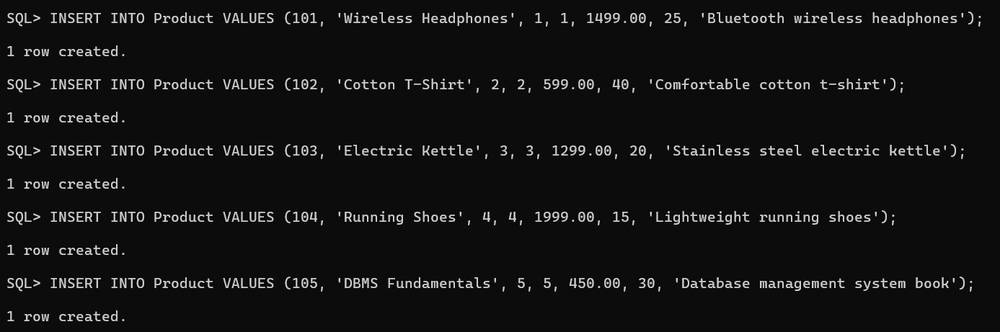 SQL> INSERT INTO Product VALUES (101, 'Wireless Headphones', 1, 1, 1499.00, 25, 'Bluetooth wireless headphones');
1 row created.
SQL> INSERT INTO Product VALUES (102, 'Cotton T-Shirt', 2, 2, 599.00, 40, 'Comfortable cotton t-shirt');
1 row created.
SQL> INSERT INTO Product VALUES (103, 'Electric Kettle', 3, 3, 1299.00, 20, 'Stainless steel electric kettle');
1 row created.
SQL> INSERT INTO Product VALUES (104, 'Running Shoes', 4, 4, 1999.00, 15, 'Lightweight running shoes');
1 row created.
SQL> INSERT INTO Product VALUES (105, 'DBMS Fundamentals', 5, 5, 450.00, 30, 'Database management system book');
1 row created.